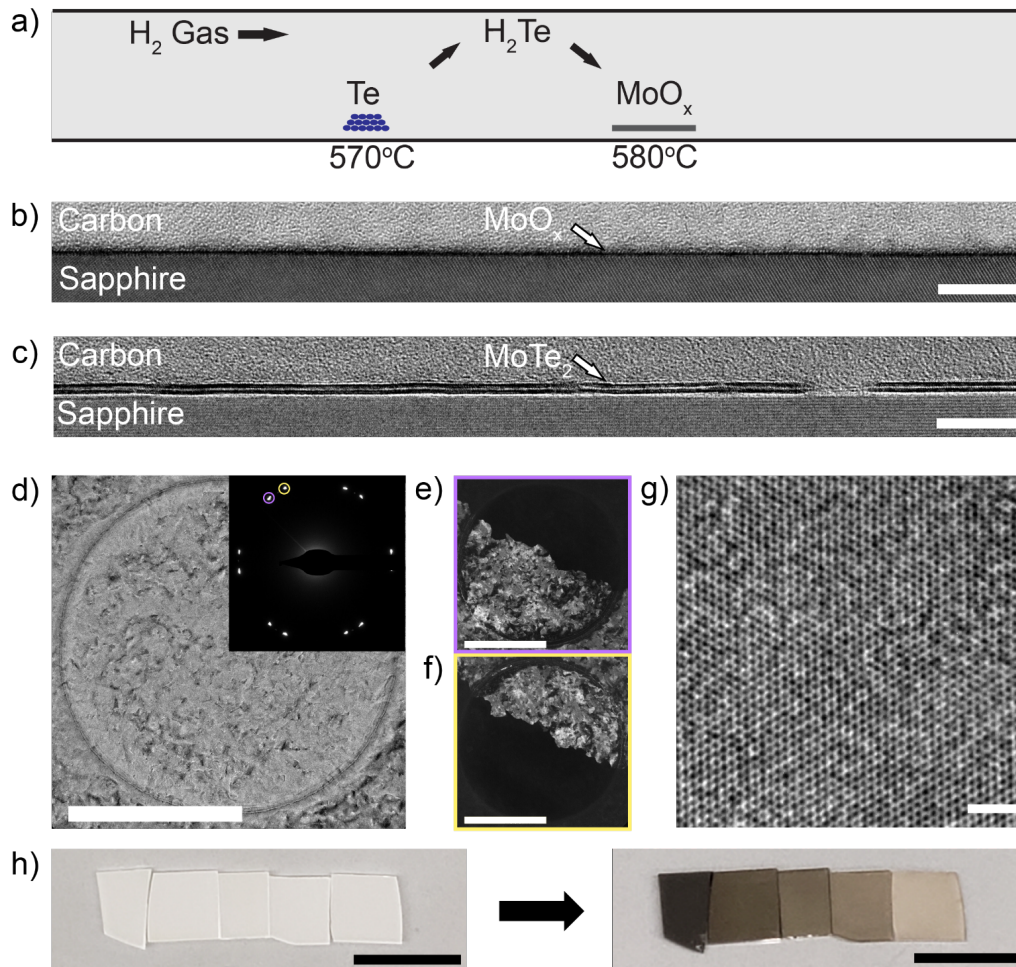 a)
H₂ Gas
H₂Te
Te
MoOₓ
570°C
580°C
b)
Carbon
MoOₓ
Sapphire
c)
Carbon
MoTe₂
Sapphire
d)
e)
f)
g)
h)